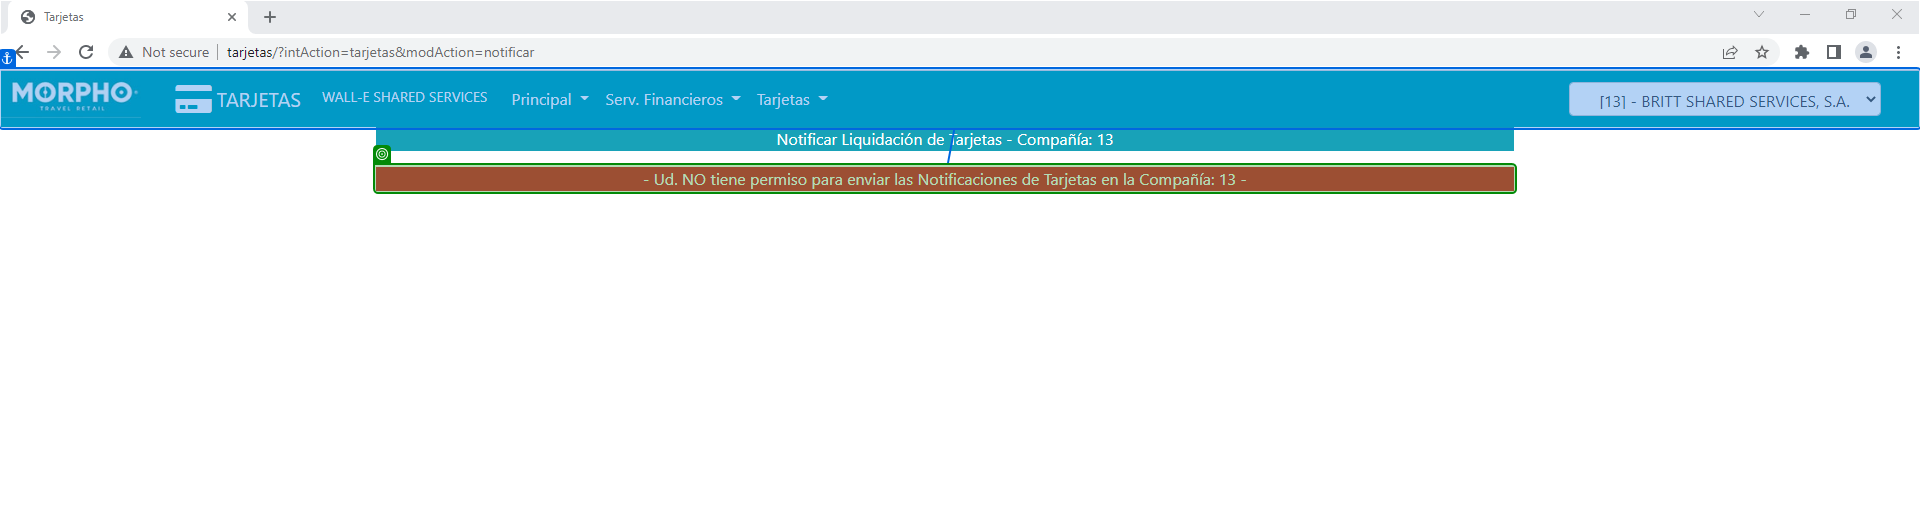 Tarjetas
Not secure
tarjetas/?intAction=tarjetas&modAction=notificar
MORPHO
TRAVEL RETAIL
TARJETAS
WALL-E SHARED SERVICES
Principal
Serv. Financieros
Tarjetas
[13] - BRITT SHARED SERVICES, S.A.
Notificar Liquidación de Tarjetas - Compañía: 13
- Ud. NO tiene permiso para enviar las Notificaciones de Tarjetas en la Compañía: 13 -